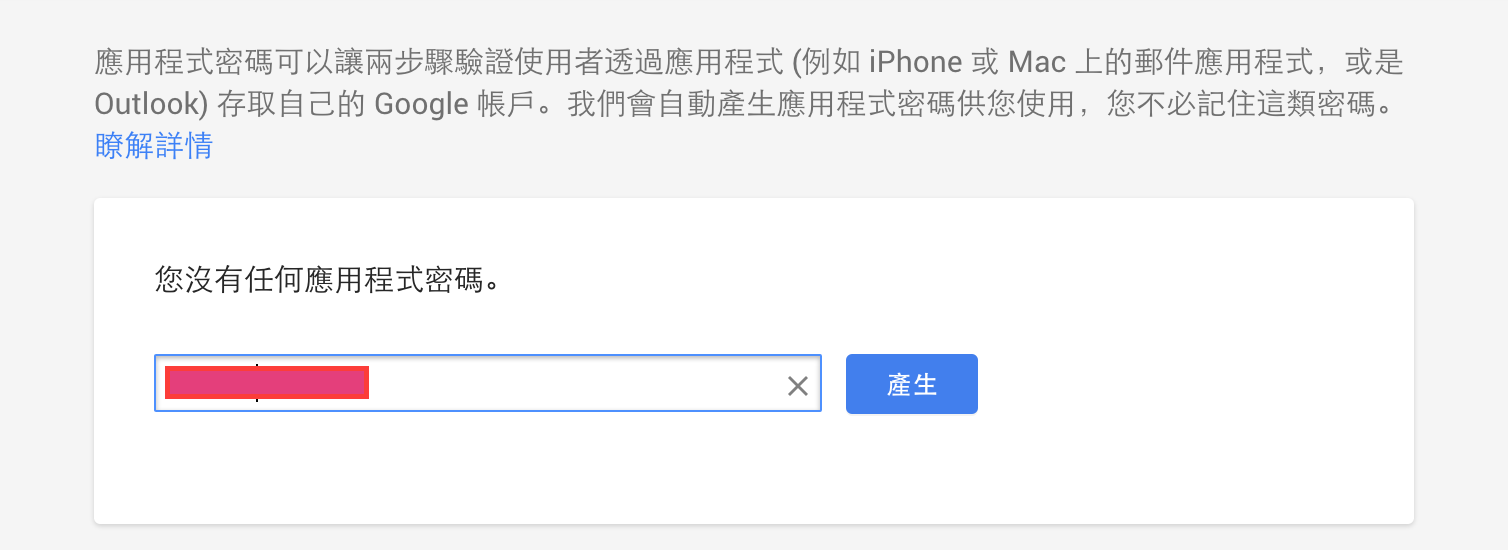 應用程式密碼可以讓兩步驟驗證使用者透過應用程式 (例如 iPhone 或 Mac 上的郵件應用程式，或是
Outlook) 存取自己的 Google 帳戶。我們會自動產生應用程式密碼供您使用，您不必記住這類密碼。
瞭解詳情
您沒有任何應用程式密碼。
產生